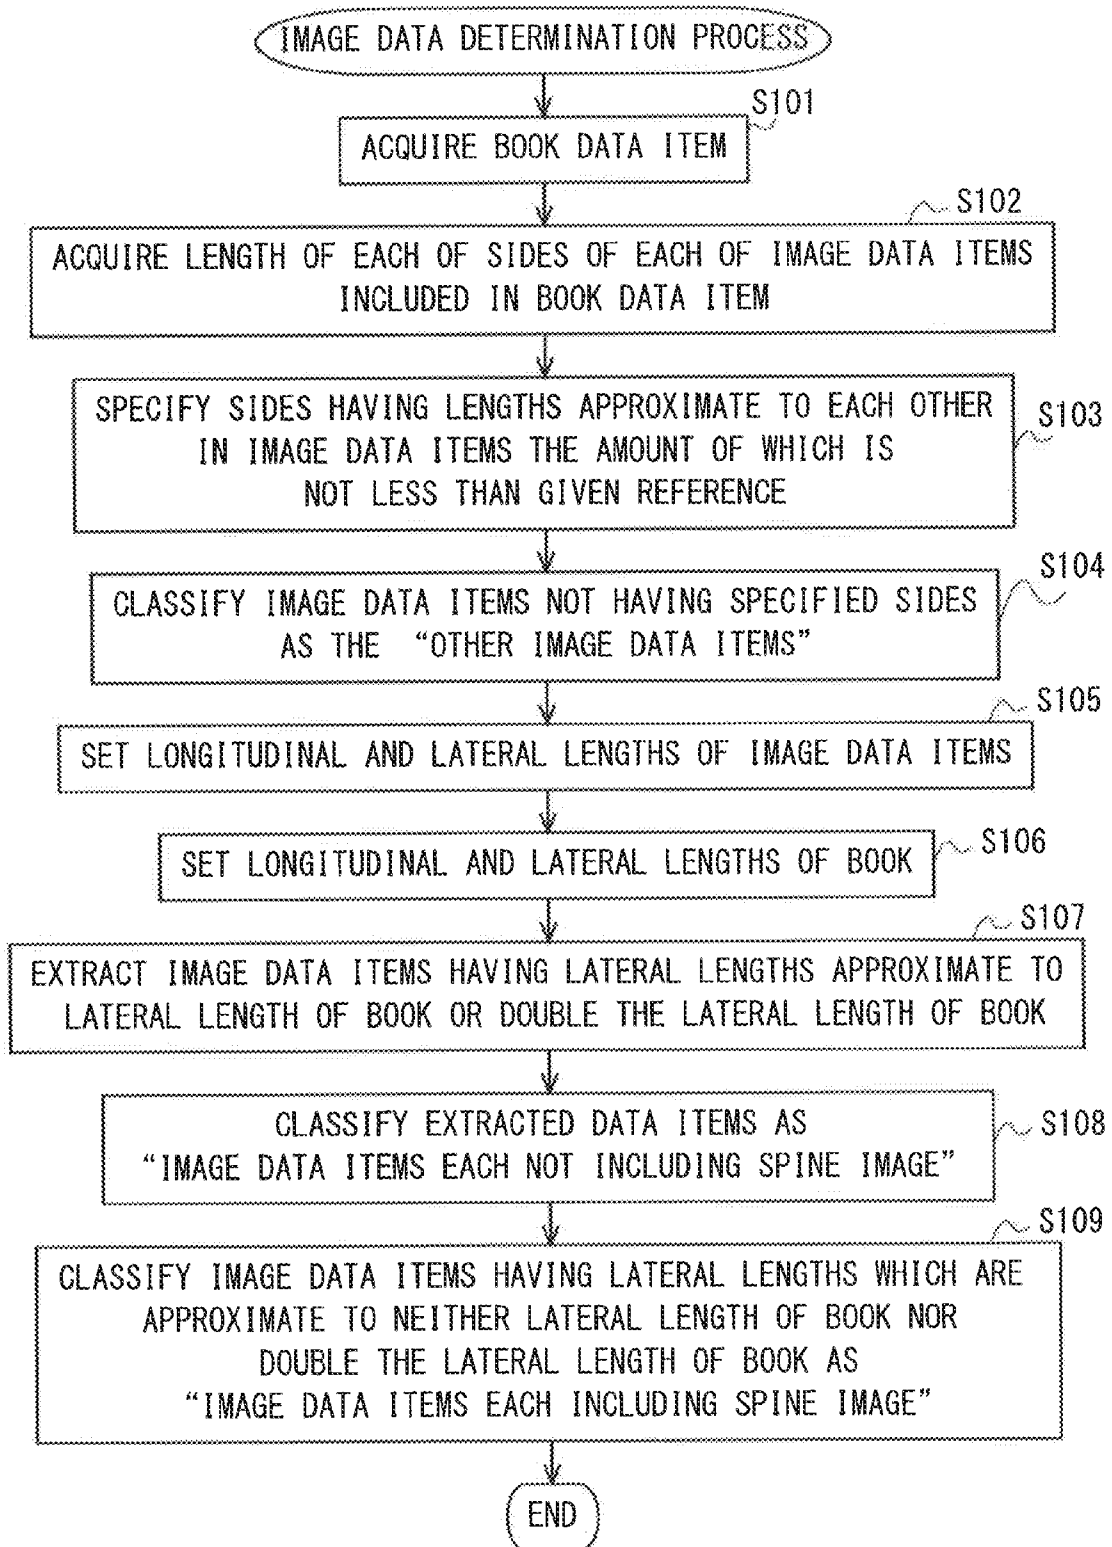 IMAGE DATA DETERMINATION PROCESS
S101
ACQUIRE BOOK DATA ITEM
S102
ACQUIRE LENGTH OF EACH OF SIDES OF EACH OF IMAGE DATA ITEMS
INCLUDED IN BOOK DATA ITEM
S103
SPECIFY SIDES HAVING LENGTHS APPROXIMATE TO EACH OTHER
IN IMAGE DATA ITEMS THE AMOUNT OF WHICH IS
NOT LESS THAN GIVEN REFERENCE
S104
CLASSIFY IMAGE DATA ITEMS NOT HAVING SPECIFIED SIDES
AS THE “OTHER IMAGE DATA ITEMS”
S105
SET LONGITUDINAL AND LATERAL LENGTHS OF IMAGE DATA ITEMS
S106
SET LONGITUDINAL AND LATERAL LENGTHS OF BOOK
S107
EXTRACT IMAGE DATA ITEMS HAVING LATERAL LENGTHS APPROXIMATE TO
LATERAL LENGTH OF BOOK OR DOUBLE THE LATERAL LENGTH OF BOOK
S108
CLASSIFY EXTRACTED DATA ITEMS AS
“IMAGE DATA ITEMS EACH NOT INCLUDING SPINE IMAGE”
S109
CLASSIFY IMAGE DATA ITEMS HAVING LATERAL LENGTHS WHICH ARE
APPROXIMATE TO NEITHER LATERAL LENGTH OF BOOK NOR
DOUBLE THE LATERAL LENGTH OF BOOK AS
“IMAGE DATA ITEMS EACH INCLUDING SPINE IMAGE”
END